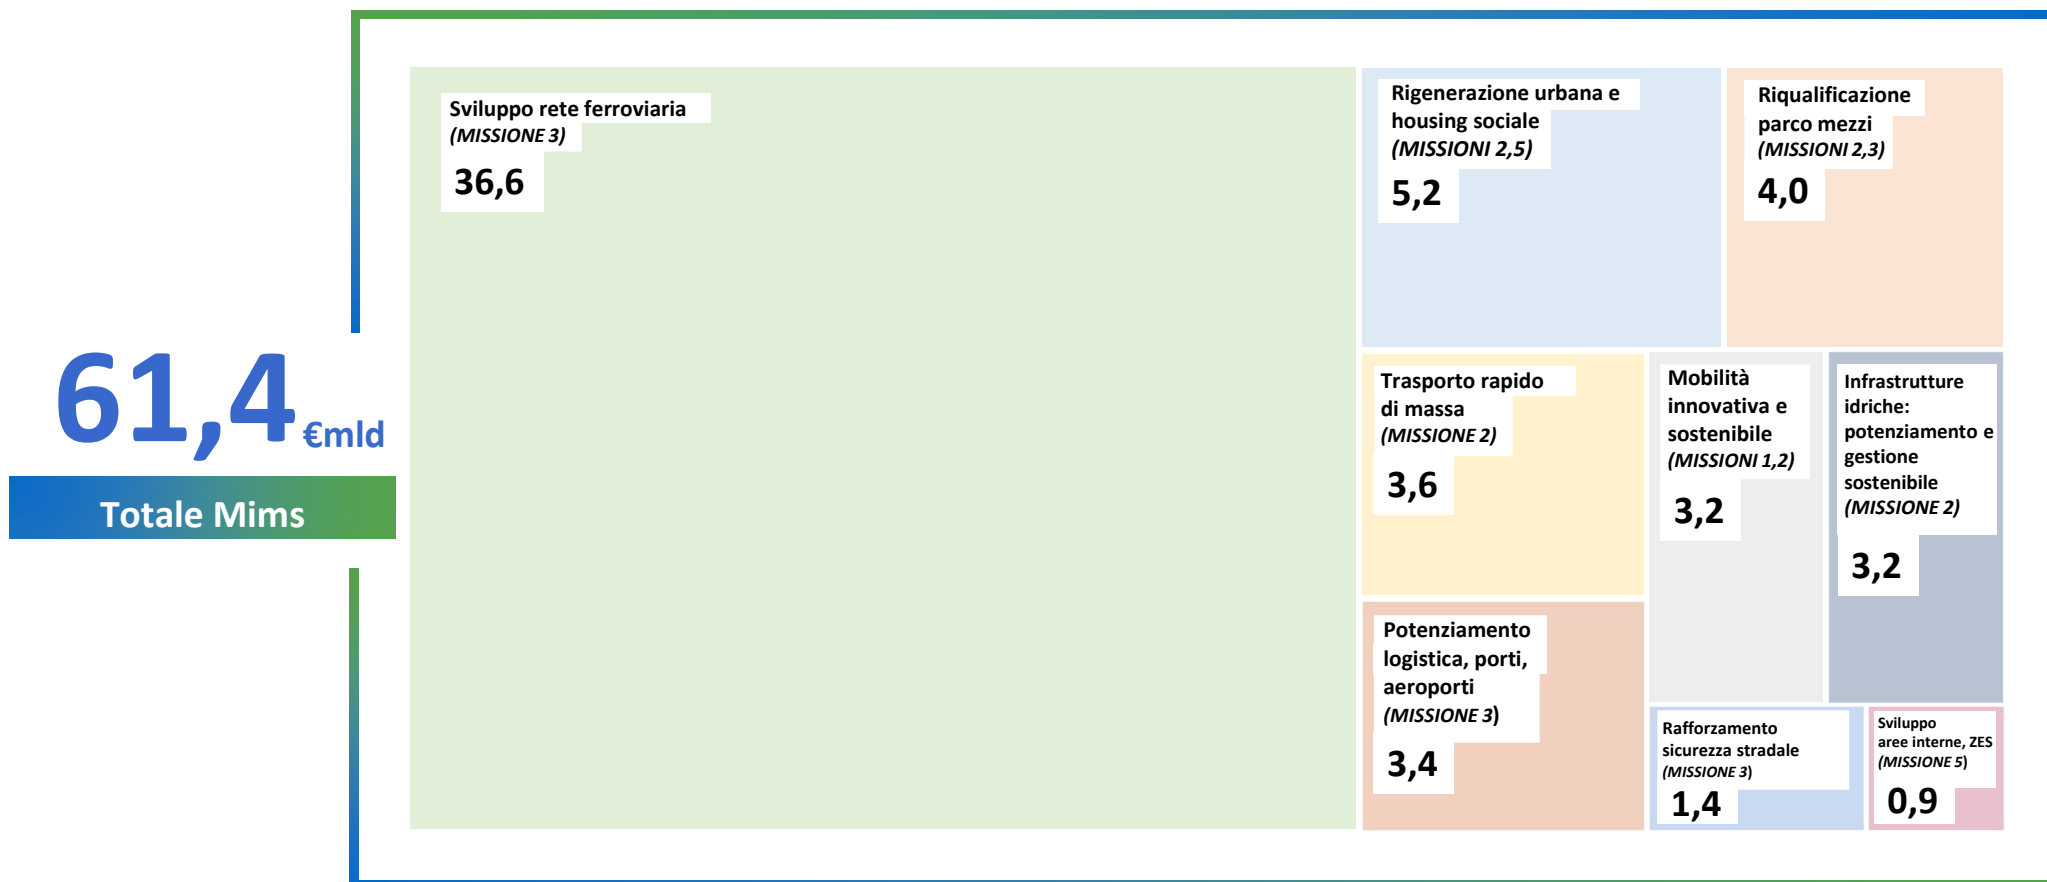 61,4 €mld
Totale Mims
Sviluppo rete ferroviaria
(MISSIONE 3)
36,6
Rigenerazione urbana e
housing sociale
(MISSIONI 2,5)
5,2
Riqualificazione
parco mezzi
(MISSIONI 2,3)
4,0
Trasporto rapido
di massa
(MISSIONE 2)
3,6
Mobilità
innovativa e
sostenibile
(MISSIONI 1,2)
3,2
Infrastrutture
idriche:
potenziamento e
gestione
sostenibile
(MISSIONE 2)
3,2
Potenziamento
logistica, porti,
aeroporti
(MISSIONE 3)
3,4
Rafforzamento
sicurezza stradale
(MISSIONE 3)
1,4
Sviluppo
aree interne, ZES
(MISSIONE 5)
0,9